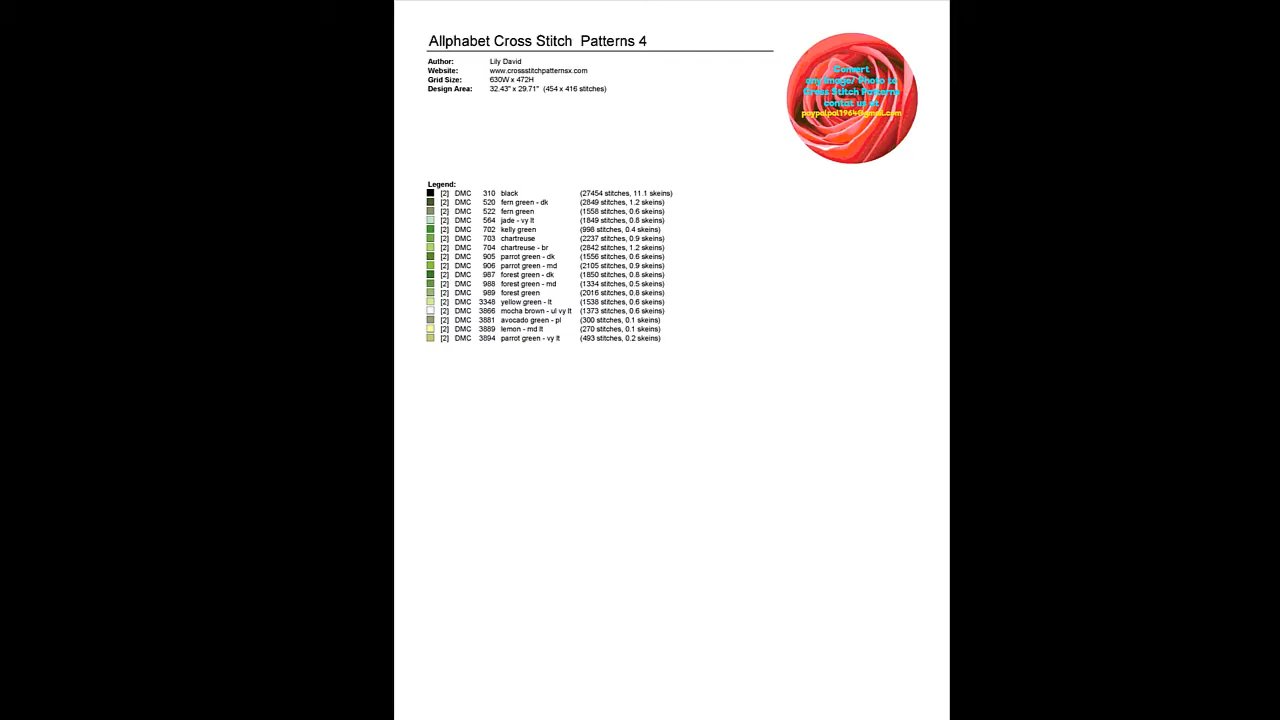 Allphabet Cross Stitch Patterns 4
Author: Lily David
Website: www.crossstitchpatternsx.com
Grid Size: 630W x 472H
Design Area: 32.43" x 29.71" (454 x 416 stitches)
Convert
any image/ Photo to
Cross Stitch Patterns
contat us at
paypalpal1964@gmail.com
Legend:
[2] DMC 310 black (27454 stitches, 11.1 skeins)
[2] DMC 520 fern green - dk (2849 stitches, 1.2 skeins)
[2] DMC 522 fern green (1558 stitches, 0.6 skeins)
[2] DMC 564 jade - vy lt (1849 stitches, 0.8 skeins)
[2] DMC 702 kelly green (998 stitches, 0.4 skeins)
[2] DMC 703 chartreuse (2237 stitches, 0.9 skeins)
[2] DMC 704 chartreuse - br (2842 stitches, 1.2 skeins)
[2] DMC 905 parrot green - dk (1556 stitches, 0.6 skeins)
[2] DMC 906 parrot green - md (2105 stitches, 0.9 skeins)
[2] DMC 987 forest green - dk (1850 stitches, 0.8 skeins)
[2] DMC 988 forest green - md (1334 stitches, 0.5 skeins)
[2] DMC 989 forest green (2016 stitches, 0.8 skeins)
[2] DMC 3348 yellow green - lt (1538 stitches, 0.6 skeins)
[2] DMC 3866 mocha brown - ul vy lt (1373 stitches, 0.6 skeins)
[2] DMC 3881 avocado green - pl (300 stitches, 0.1 skeins)
[2] DMC 3889 lemon - md lt (270 stitches, 0.1 skeins)
[2] DMC 3894 parrot green - vy lt (493 stitches, 0.2 skeins)